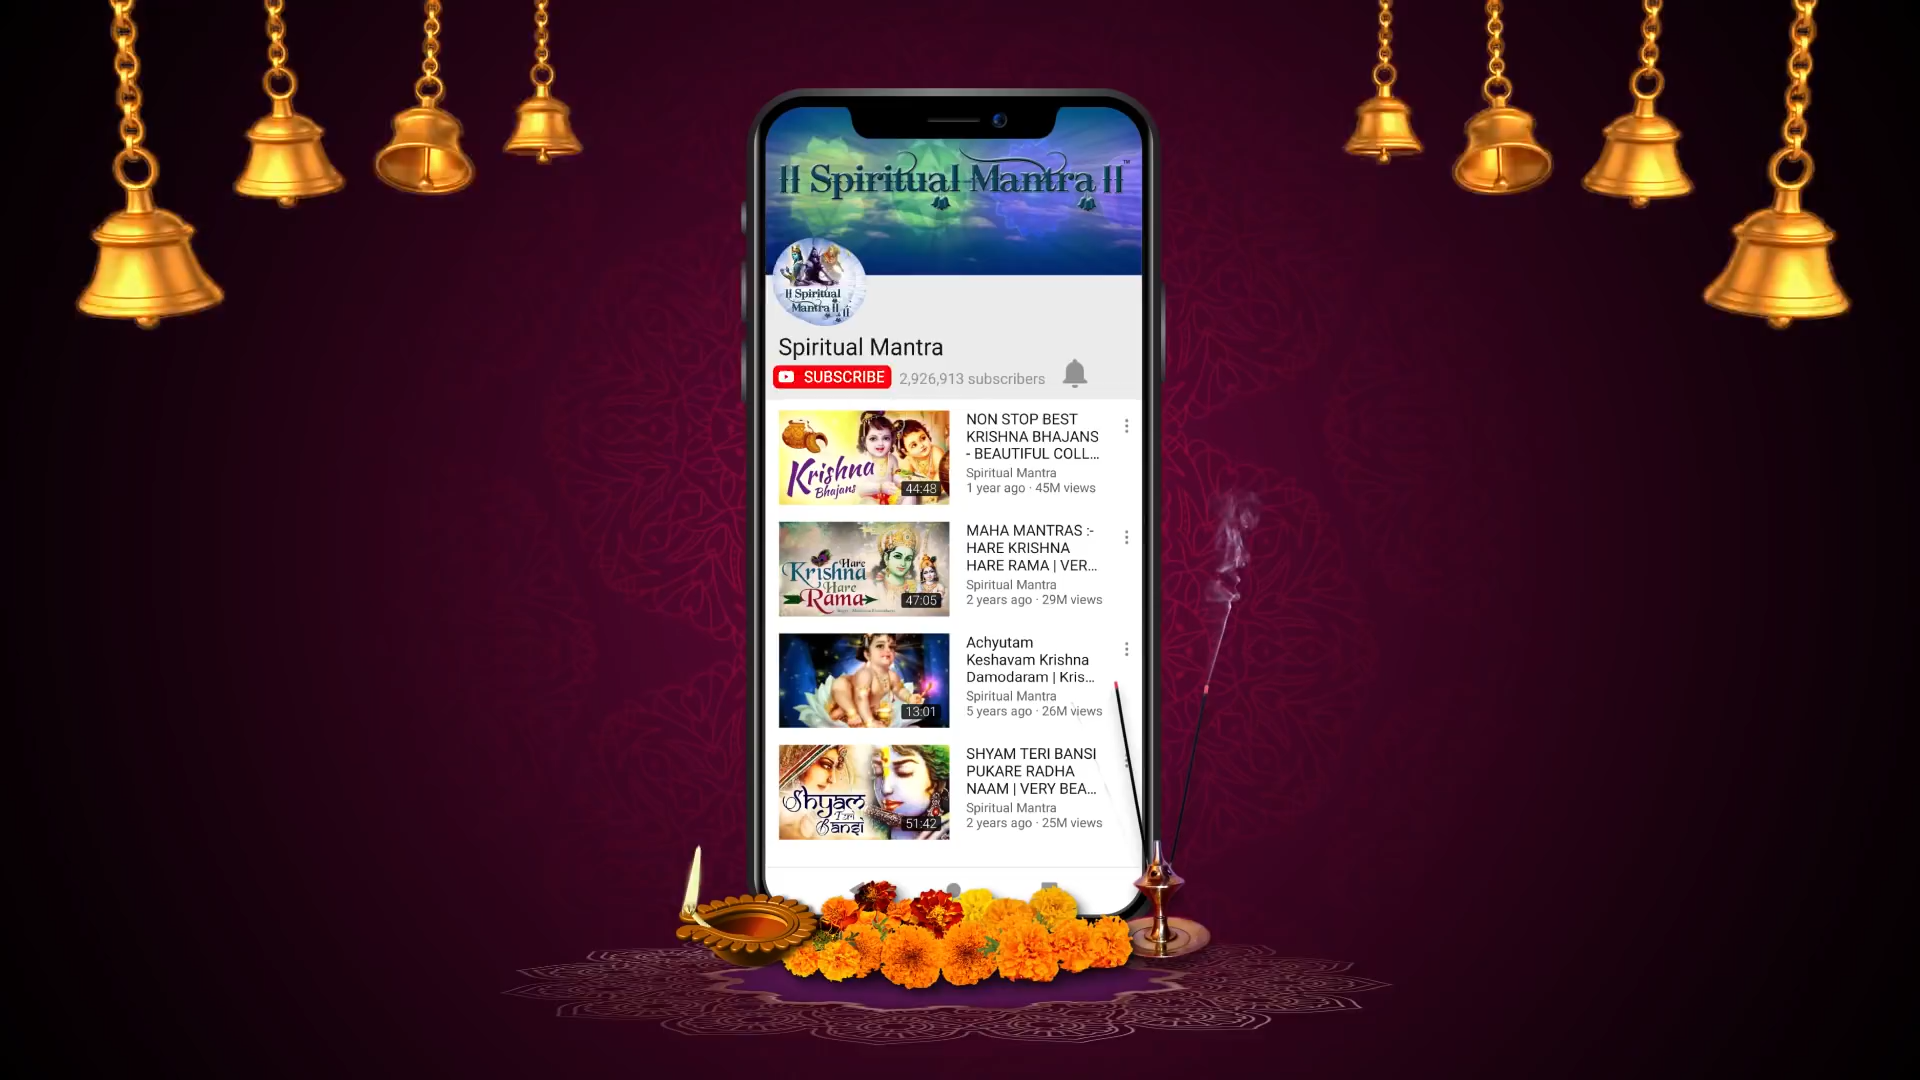 || Spiritual Mantra || ™
|| Spiritual
Mantra ||
Spiritual Mantra
SUBSCRIBE 2,926,913 subscribers
Krishna
Bhajans
44:48
NON STOP BEST
KRISHNA BHAJANS
- BEAUTIFUL COLL...
Spiritual Mantra
1 year ago · 45M views
Hare
Krishna
Hare
Rama
47:05
MAHA MANTRAS :-
HARE KRISHNA
HARE RAMA | VER...
Spiritual Mantra
2 years ago · 29M views
13:01
Achyutam
Keshavam Krishna
Damodaram | Kris...
Spiritual Mantra
5 years ago · 26M views
Shyam
Teri
Bansi
51:42
SHYAM TERI BANSI
PUKARE RADHA
NAAM | VERY BEA...
Spiritual Mantra
2 years ago · 25M views